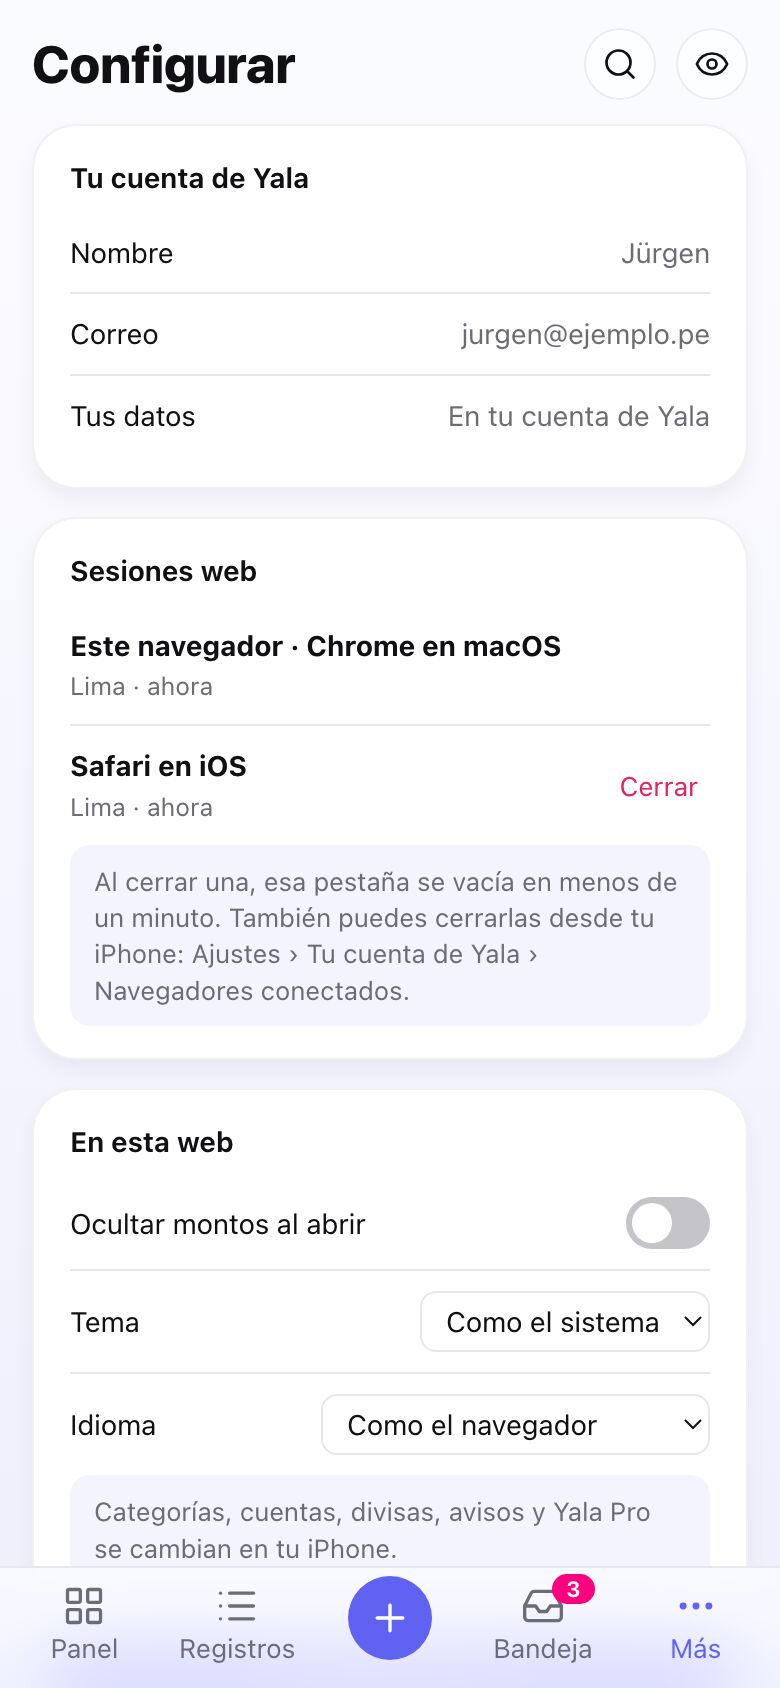 Configurar
Tu cuenta de Yala
Nombre
Jürgen
Correo
jurgen@ejemplo.pe
Tus datos
En tu cuenta de Yala
Sesiones web
Este navegador · Chrome en macOS
Lima · ahora
Safari en iOS
Lima · ahora
Cerrar
Al cerrar una, esa pestaña se vacía en menos de
un minuto. También puedes cerrarlas desde tu
iPhone: Ajustes › Tu cuenta de Yala ›
Navegadores conectados.
En esta web
Ocultar montos al abrir
Tema
Como el sistema
Idioma
Como el navegador
Categorías, cuentas, divisas, avisos y Yala Pro
se cambian en tu iPhone.
Panel
Registros
3
Bandeja
Más